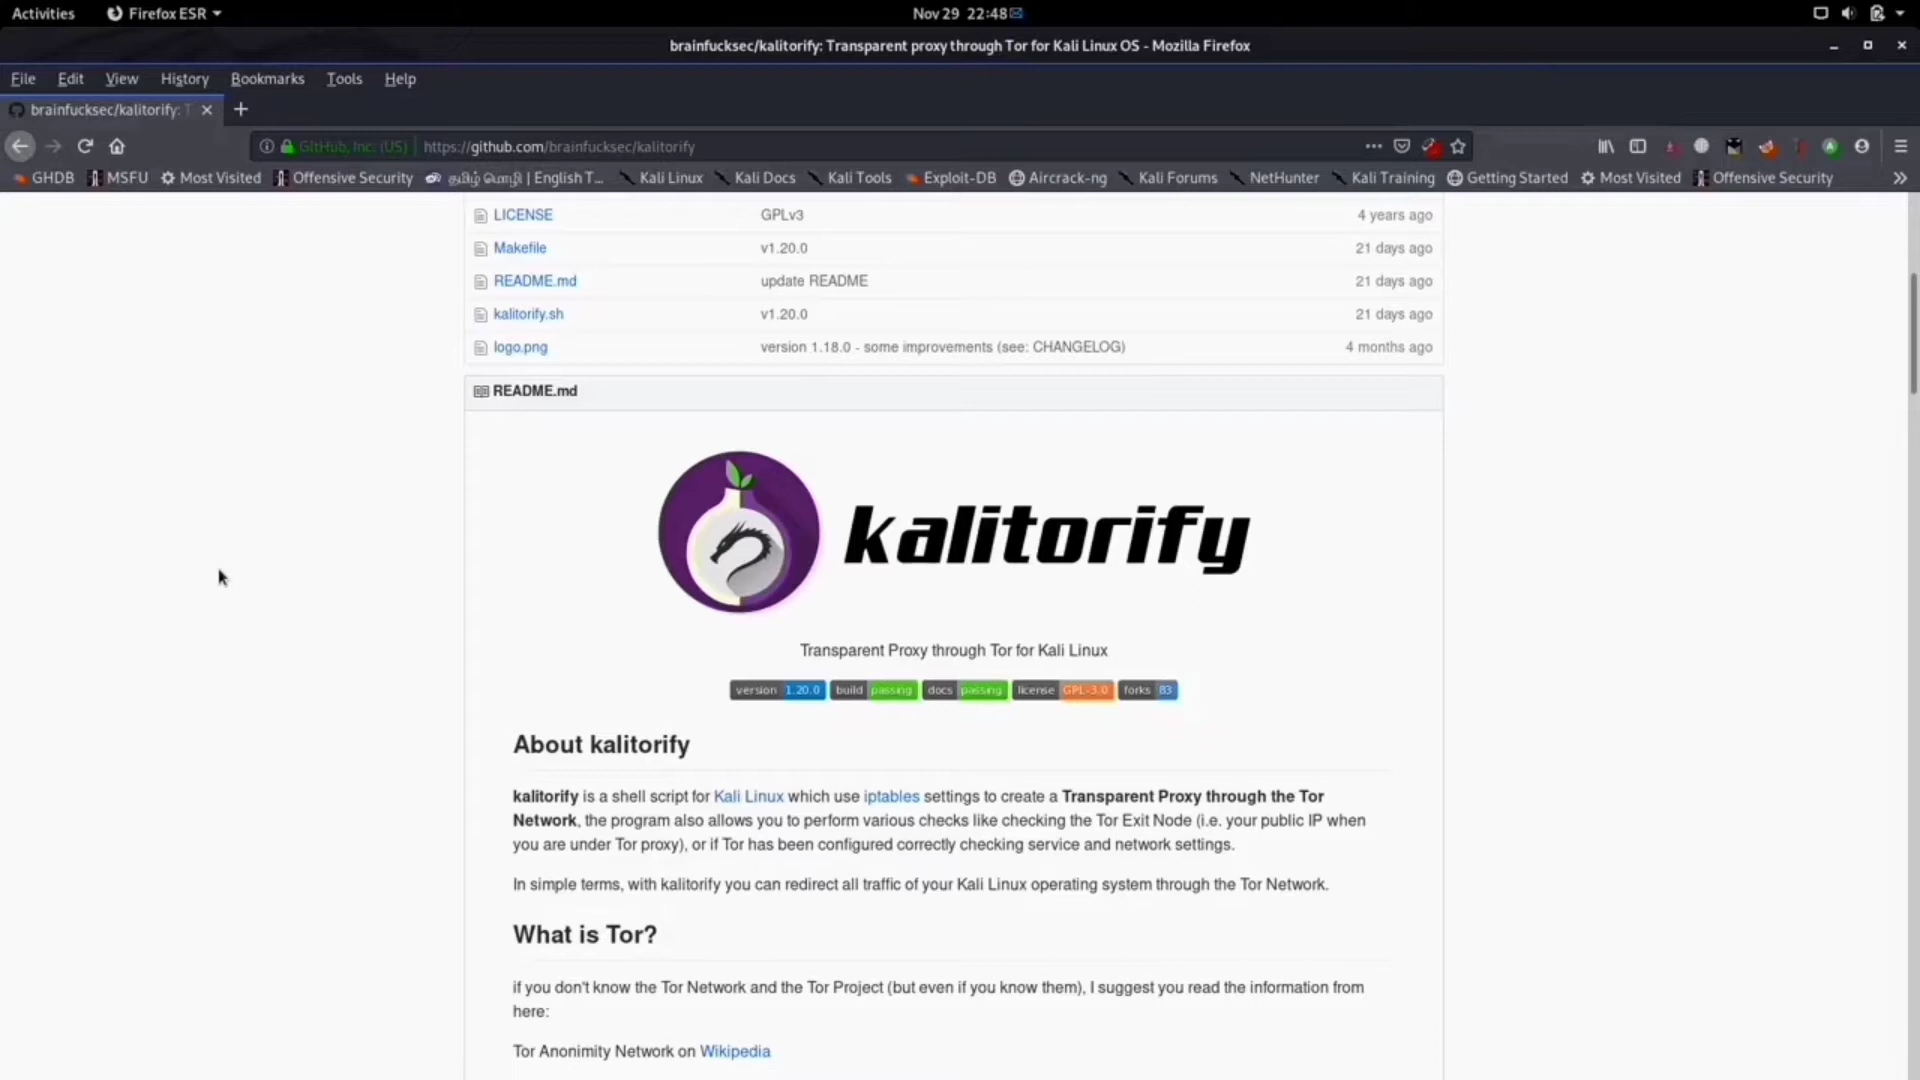 Activities Firefox ESR Nov 29 22:48
brainfucksec/kalitorify: Transparent proxy through Tor for Kali Linux OS - Mozilla Firefox
File Edit View History Bookmarks Tools Help
brainfucksec/kalitorify: T
GitHub, Inc. (US) https://github.com/brainfucksec/kalitorify
GHDB MSFU Most Visited Offensive Security தமிழ் மொழி | English T... Kali Linux Kali Docs Kali Tools Exploit-DB Aircrack-ng Kali Forums NetHunter Kali Training Getting Started Most Visited Offensive Security
LICENSE GPLv3 4 years ago
Makefile v1.20.0 21 days ago
README.md update README 21 days ago
kalitorify.sh v1.20.0 21 days ago
logo.png version 1.18.0 - some improvements (see: CHANGELOG) 4 months ago
README.md
kalitorify
Transparent Proxy through Tor for Kali Linux
version 1.20.0 build passing docs passing license GPL-3.0 forks 83
About kalitorify
kalitorify is a shell script for Kali Linux which use iptables settings to create a Transparent Proxy through the Tor
Network, the program also allows you to perform various checks like checking the Tor Exit Node (i.e. your public IP when
you are under Tor proxy), or if Tor has been configured correctly checking service and network settings.
In simple terms, with kalitorify you can redirect all traffic of your Kali Linux operating system through the Tor Network.
What is Tor?
if you don't know the Tor Network and the Tor Project (but even if you know them), I suggest you read the information from
here:
Tor Anonimity Network on Wikipedia